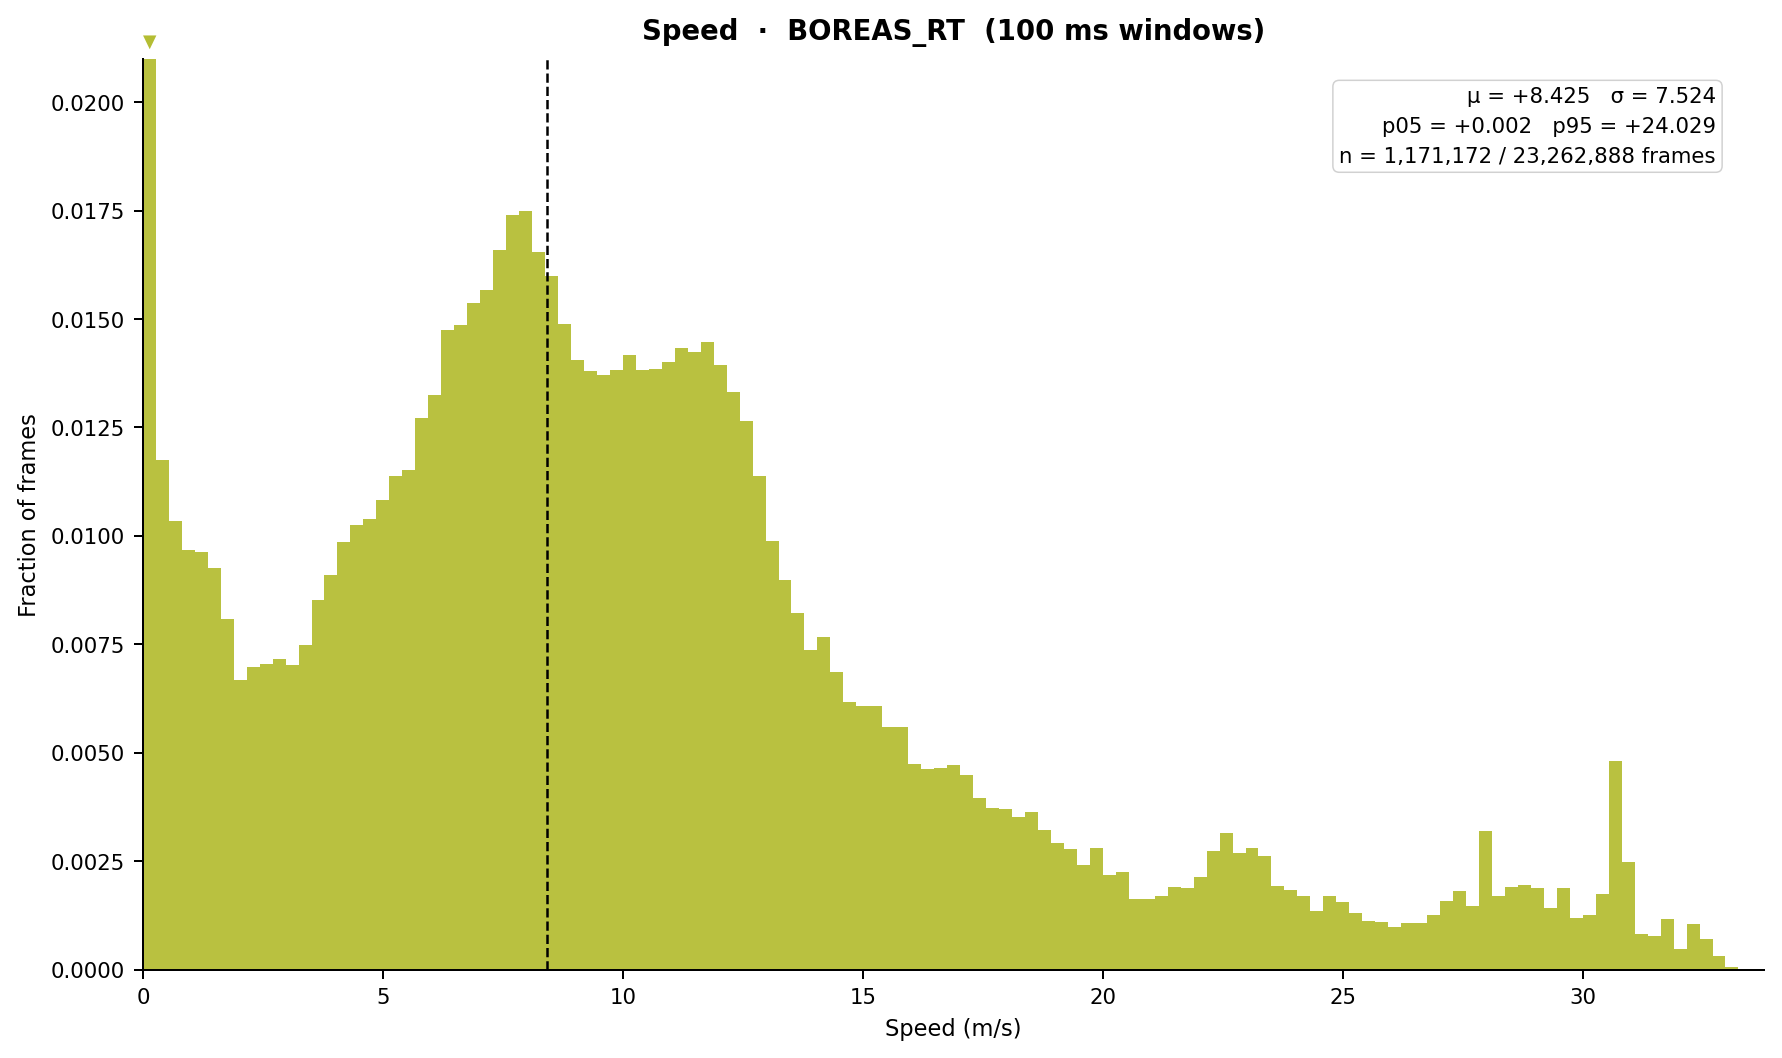 Speed · BOREAS_RT (100 ms windows)
μ = +8.425 σ = 7.524
p05 = +0.002 p95 = +24.029
n = 1,171,172 / 23,262,888 frames
Fraction of frames
0.0200
0.0175
0.0150
0.0125
0.0100
0.0075
0.0050
0.0025
0.0000
0 5 10 15 20 25 30
Speed (m/s)